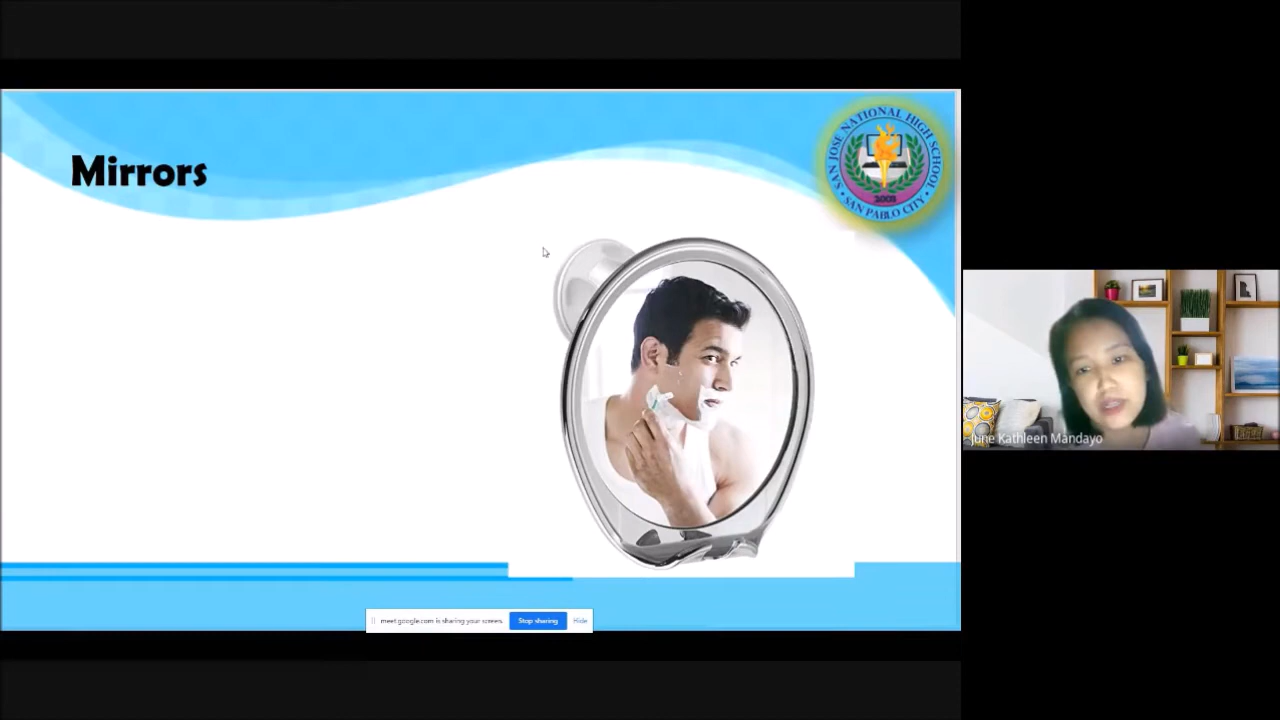 Mirrors
SAN JOSE NATIONAL HIGH SCHOOL
2003
SAN PABLO CITY
June Kathleen Mandayo
meet.google.com is sharing your screen.
Stop sharing
Hide